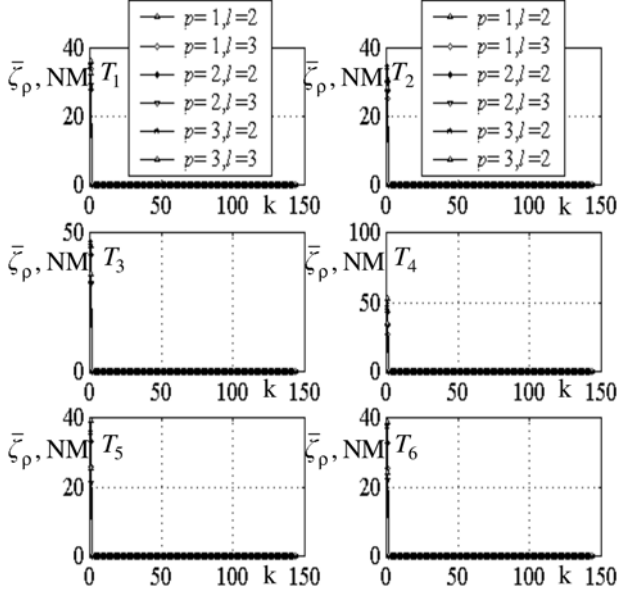 p=1,l=2 p=1,l=2
p=1,l=3 p=1,l=3
p=2,l=2 p=2,l=2
p=2,l=3 p=2,l=3
p=3,l=2 p=3,l=2
p=3,l=3 p=3,l=2
40 40
ζ̄ρ, NM T1 ζ̄ρ, NM T2
20 20
0 0
0 50 100 k 150 0 50 100 k 150
50 100
ζ̄ρ, NM T3 ζ̄ρ, NM T4
50
0 0
0 50 100 k 150 0 50 100 k 150
40 40
ζ̄ρ, NM T5 ζ̄ρ, NM T6
20 20
0 0
0 50 100 k 150 0 50 100 k 150